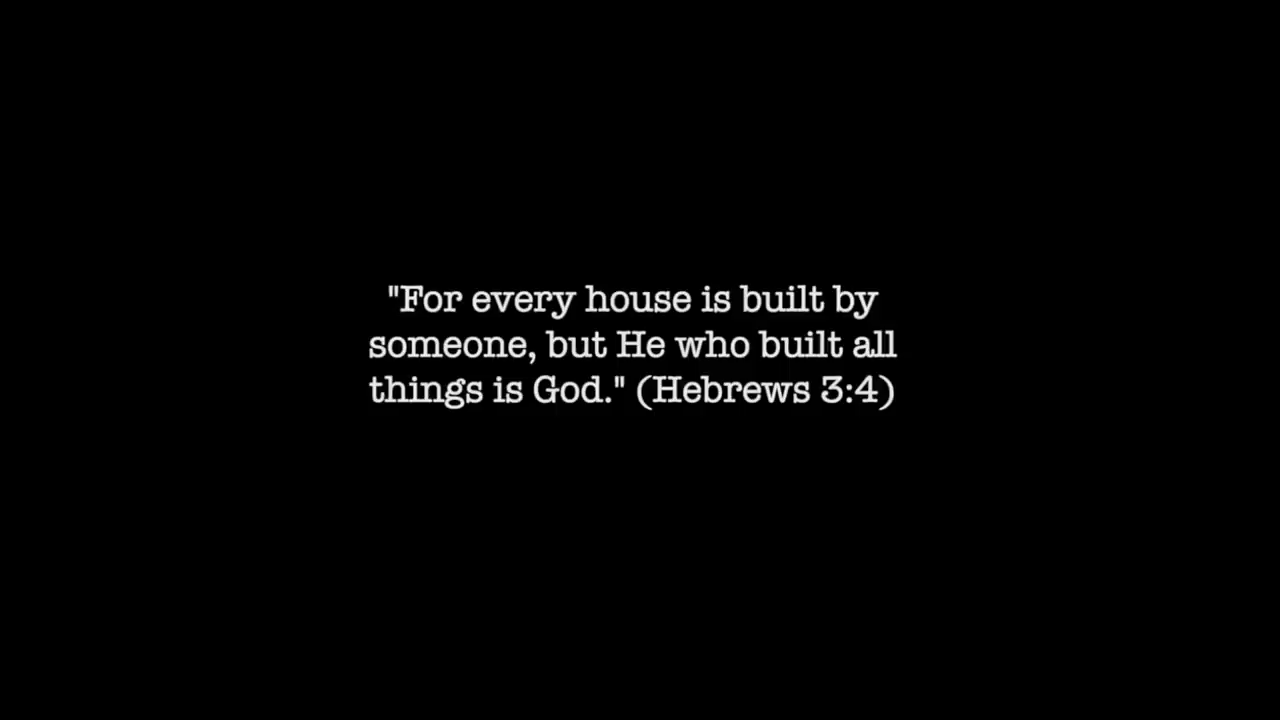 "For every house is built by
someone, but He who built all
things is God." (Hebrews 3:4)